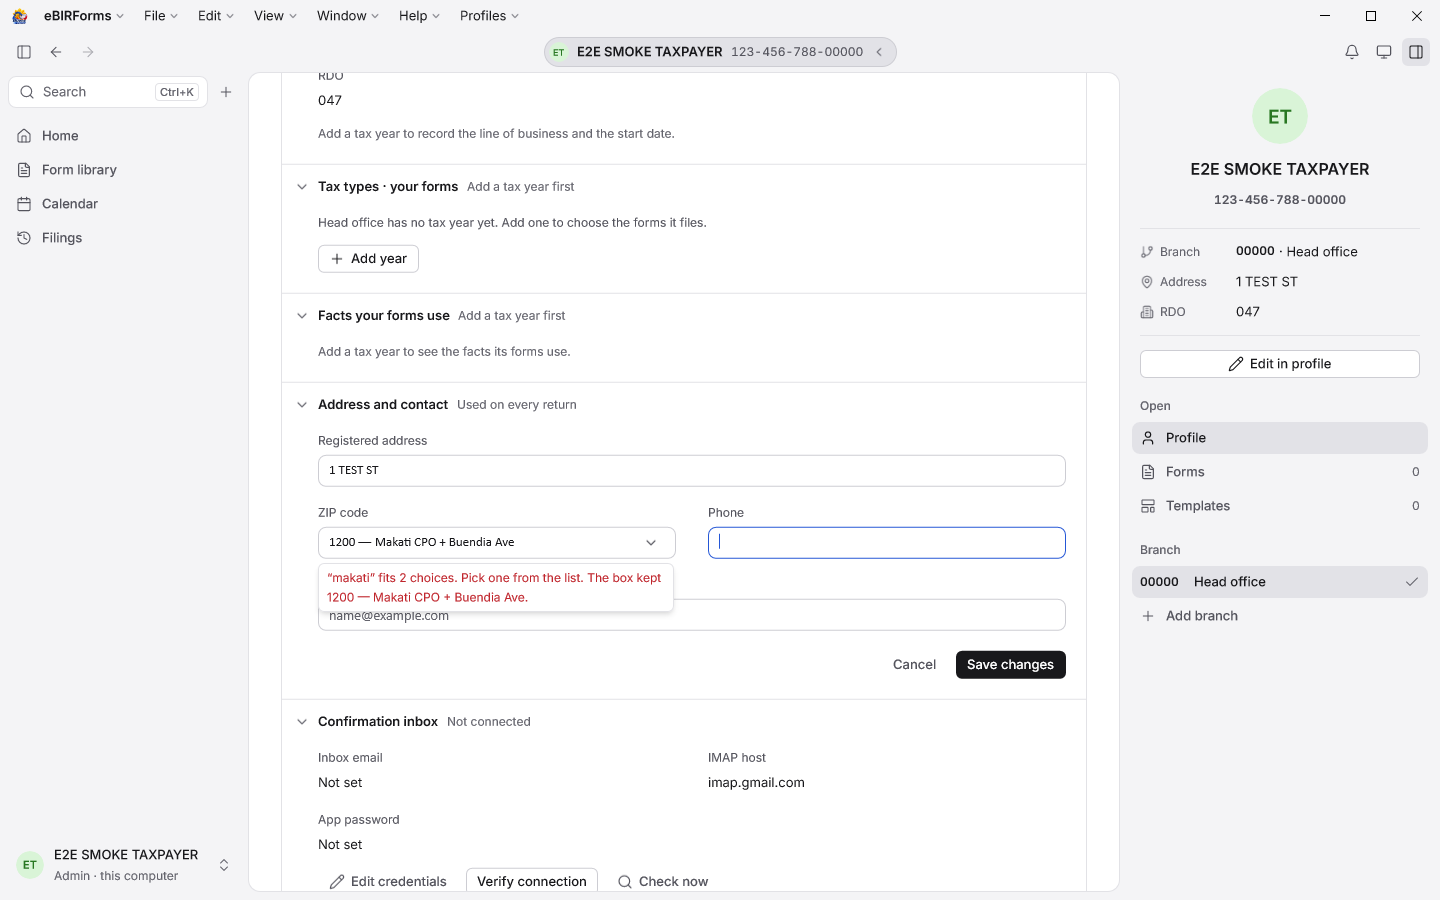 eBIRForms File Edit View Window Help Profiles
ET E2E SMOKE TAXPAYER 123-456-788-00000
Search Ctrl+K
Home
Form library
Calendar
Filings
RDO
047
Add a tax year to record the line of business and the start date.
Tax types · your forms Add a tax year first
Head office has no tax year yet. Add one to choose the forms it files.
Add year
Facts your forms use Add a tax year first
Add a tax year to see the facts its forms use.
Address and contact Used on every return
Registered address
1 TEST ST
ZIP code Phone
1200 — Makati CPO + Buendia Ave
“makati” fits 2 choices. Pick one from the list. The box kept
1200 — Makati CPO + Buendia Ave.
name@example.com
Cancel Save changes
Confirmation inbox Not connected
Inbox email IMAP host
Not set imap.gmail.com
App password
Not set
Edit credentials Verify connection Check now
ET
E2E SMOKE TAXPAYER
123-456-788-00000
Branch 00000 · Head office
Address 1 TEST ST
RDO 047
Edit in profile
Open
Profile
Forms 0
Templates 0
Branch
00000 Head office
Add branch
ET E2E SMOKE TAXPAYER
Admin · this computer